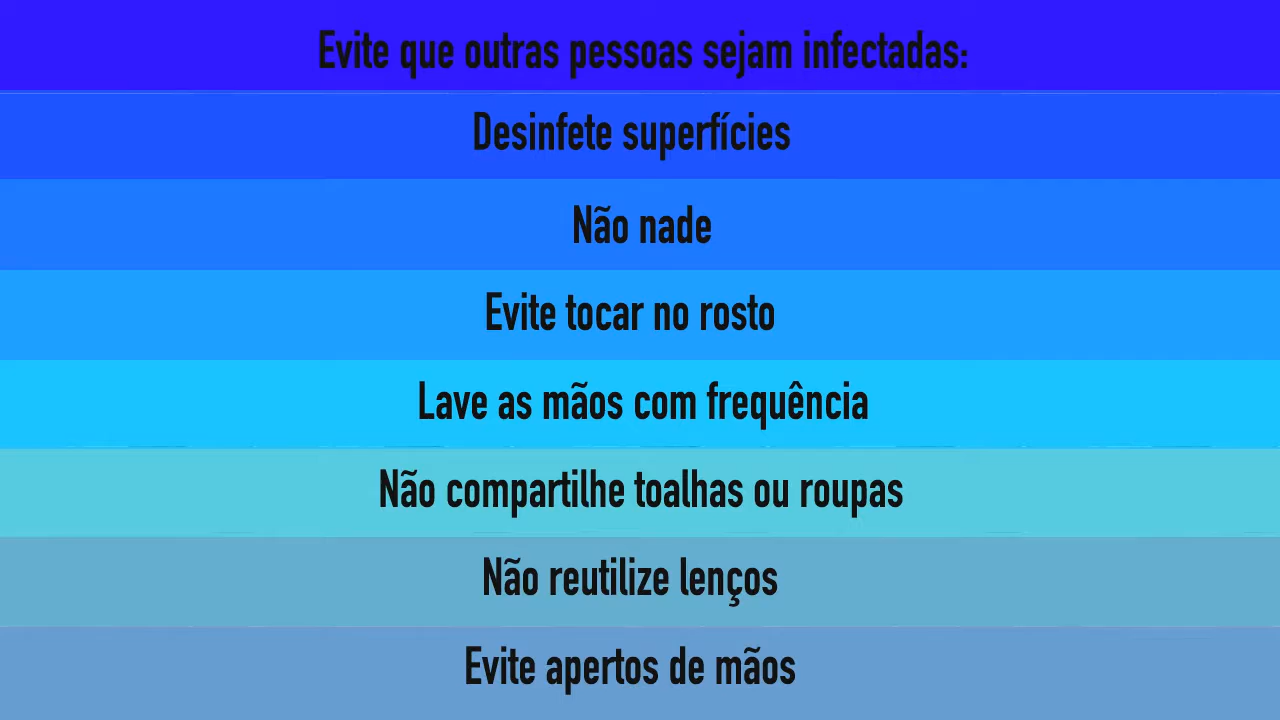 Evite que outras pessoas sejam infectadas:
Desinfete superfícies
Não nade
Evite tocar no rosto
Lave as mãos com frequência
Não compartilhe toalhas ou roupas
Não reutilize lenços
Evite apertos de mãos